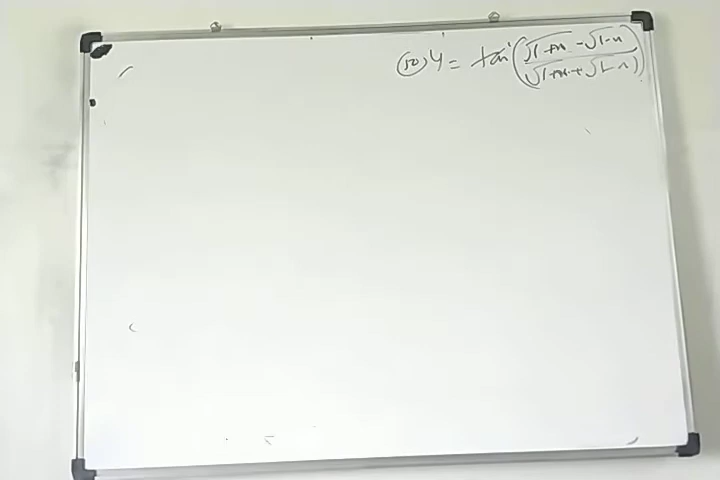 (50) y = tan⁻¹((√1+x - √1-x)/(√1+x + √1-x))